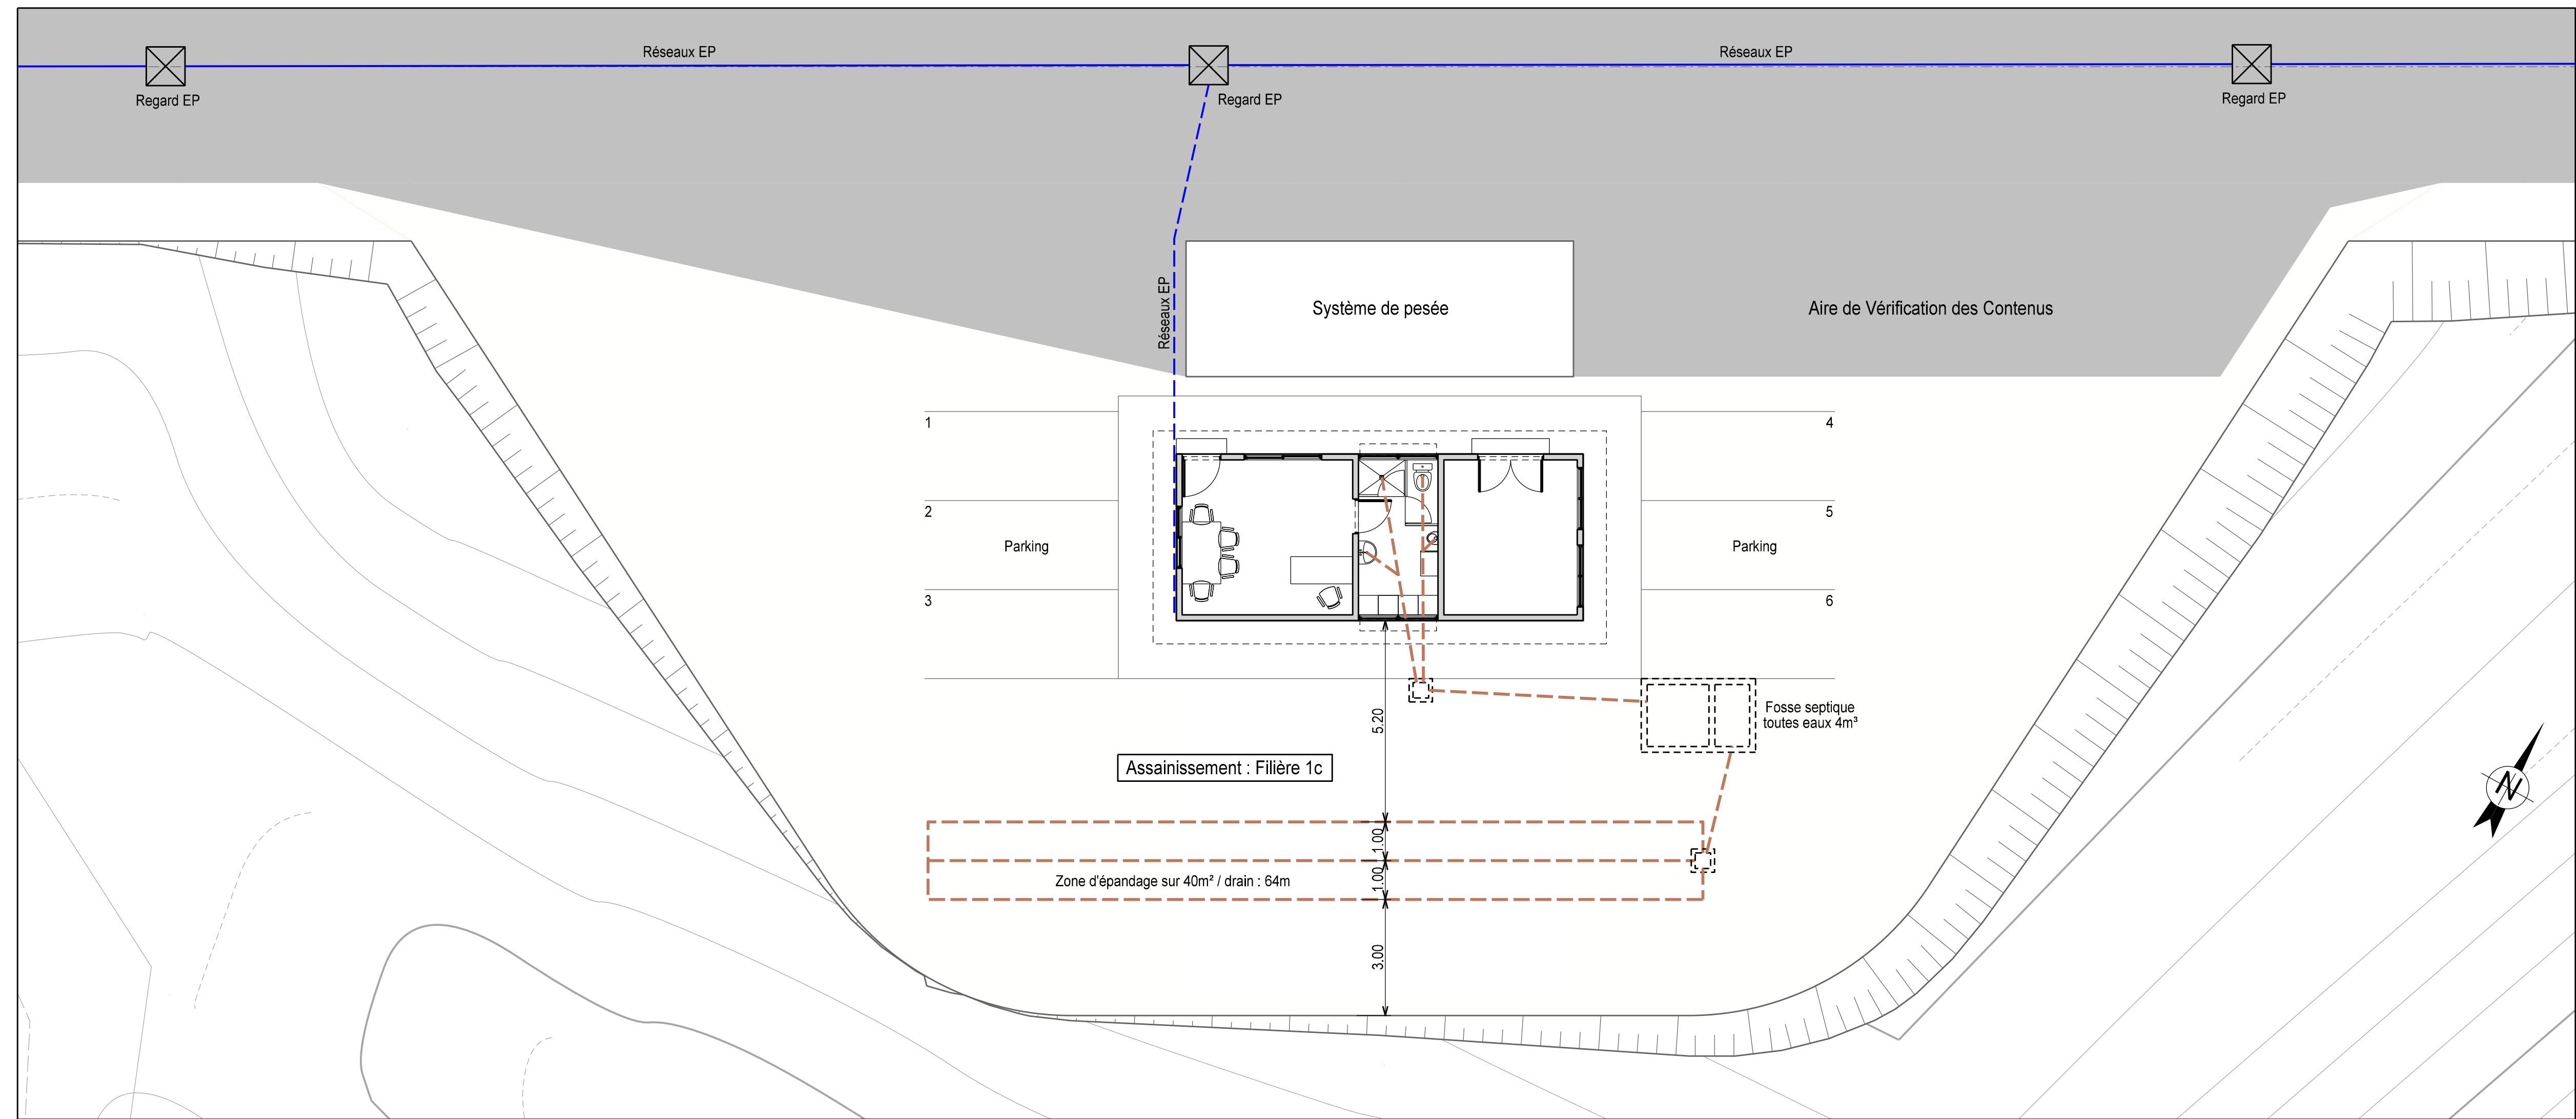 Réseaux EP
Réseaux EP
Regard EP
Regard EP
Regard EP
Réseaux EP
Système de pesée
Aire de Vérification des Contenus
1
4
2
5
Parking
Parking
3
6
5.20
Fosse septique
toutes eaux 4m³
Assainissement : Filière 1c
N
1.00
1.00
Zone d'épandage sur 40m² / drain : 64m
3.00